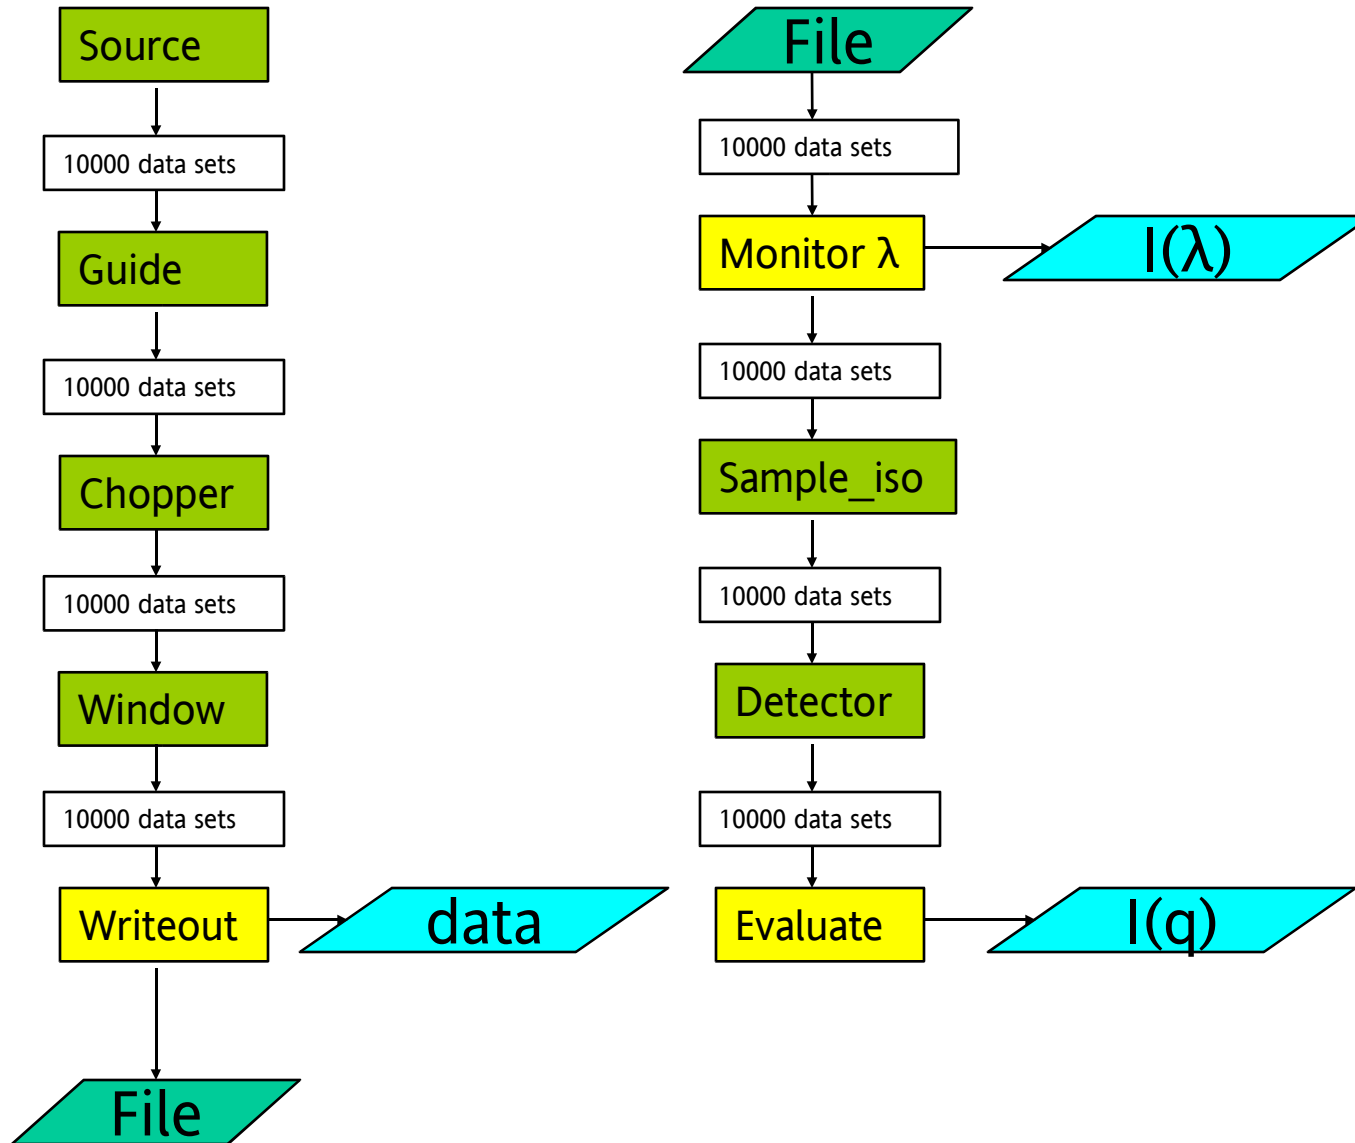 Source
10000 data sets
Guide
10000 data sets
Chopper
10000 data sets
Window
10000 data sets
Writeout
data
File
File
10000 data sets
Monitor λ
I(λ)
10000 data sets
Sample_iso
10000 data sets
Detector
10000 data sets
Evaluate
I(q)